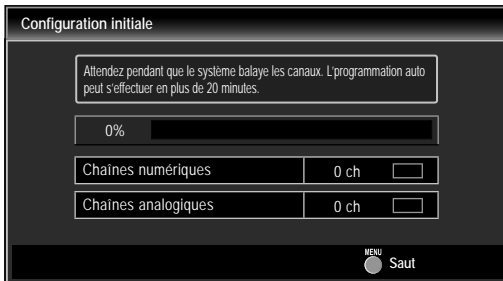 Configuration initiale
Attendez pendant que le système balaye les canaux. L'programmation auto
peut s'effectuer en plus de 20 minutes.
0%
Chaînes numériques 0 ch
Chaînes analogiques 0 ch
MENU
Saut